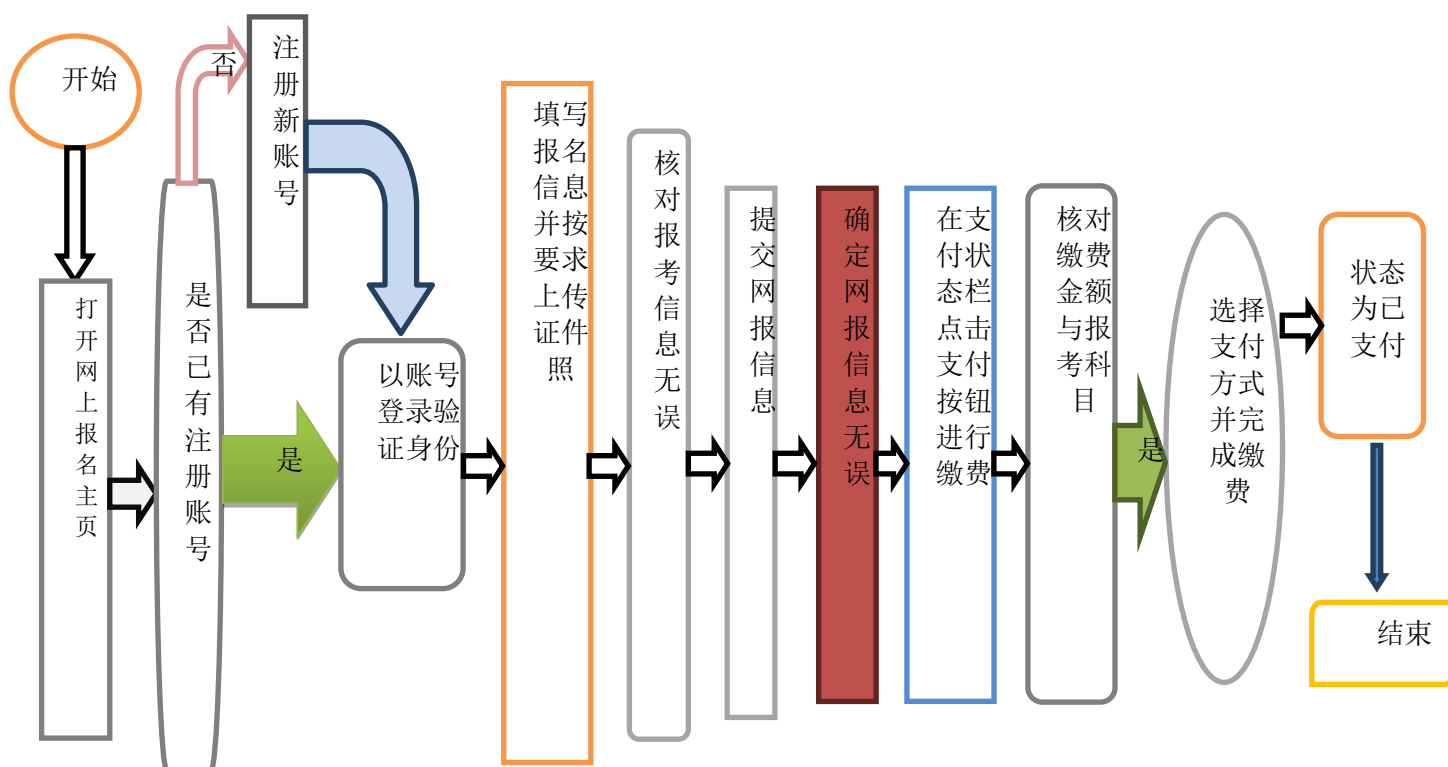 开始
打开网上报名主页
是否已有注册账号
否
注册新账号
是
以账号
登录验
证身份
填写
报名
信息
并按
要求
上传
证件
照
核对报考信息无误
提交网报信息
确定网报信息无误
在支
付状
态栏
点击
支付
按钮
进行
缴费
核对
缴费
金额
与报
考科
目
是
选择
支付
方式
并完
成缴
费
状态
为已
支付
结束